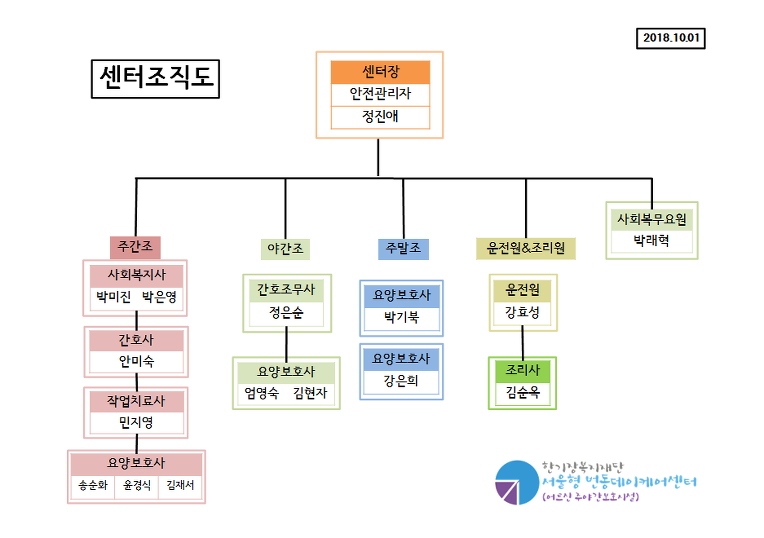 2018.10.01
센터조직도
센터장
안전관리자
정진애
주간조
사회복지사
박미진 박은영
간호사
안미숙
작업치료사
민지영
요양보호사
송순화 윤경식 김재서
야간조
간호조무사
정은순
요양보호사
엄영숙 김현자
주말조
요양보호사
박기북
요양보호사
강은희
운전원&조리원
운전원
강효성
조리사
김순옥
사회복무요원
박래혁
한기장복지재단
서울형 번동데이케어센터
(어르신 주야간보호시설)